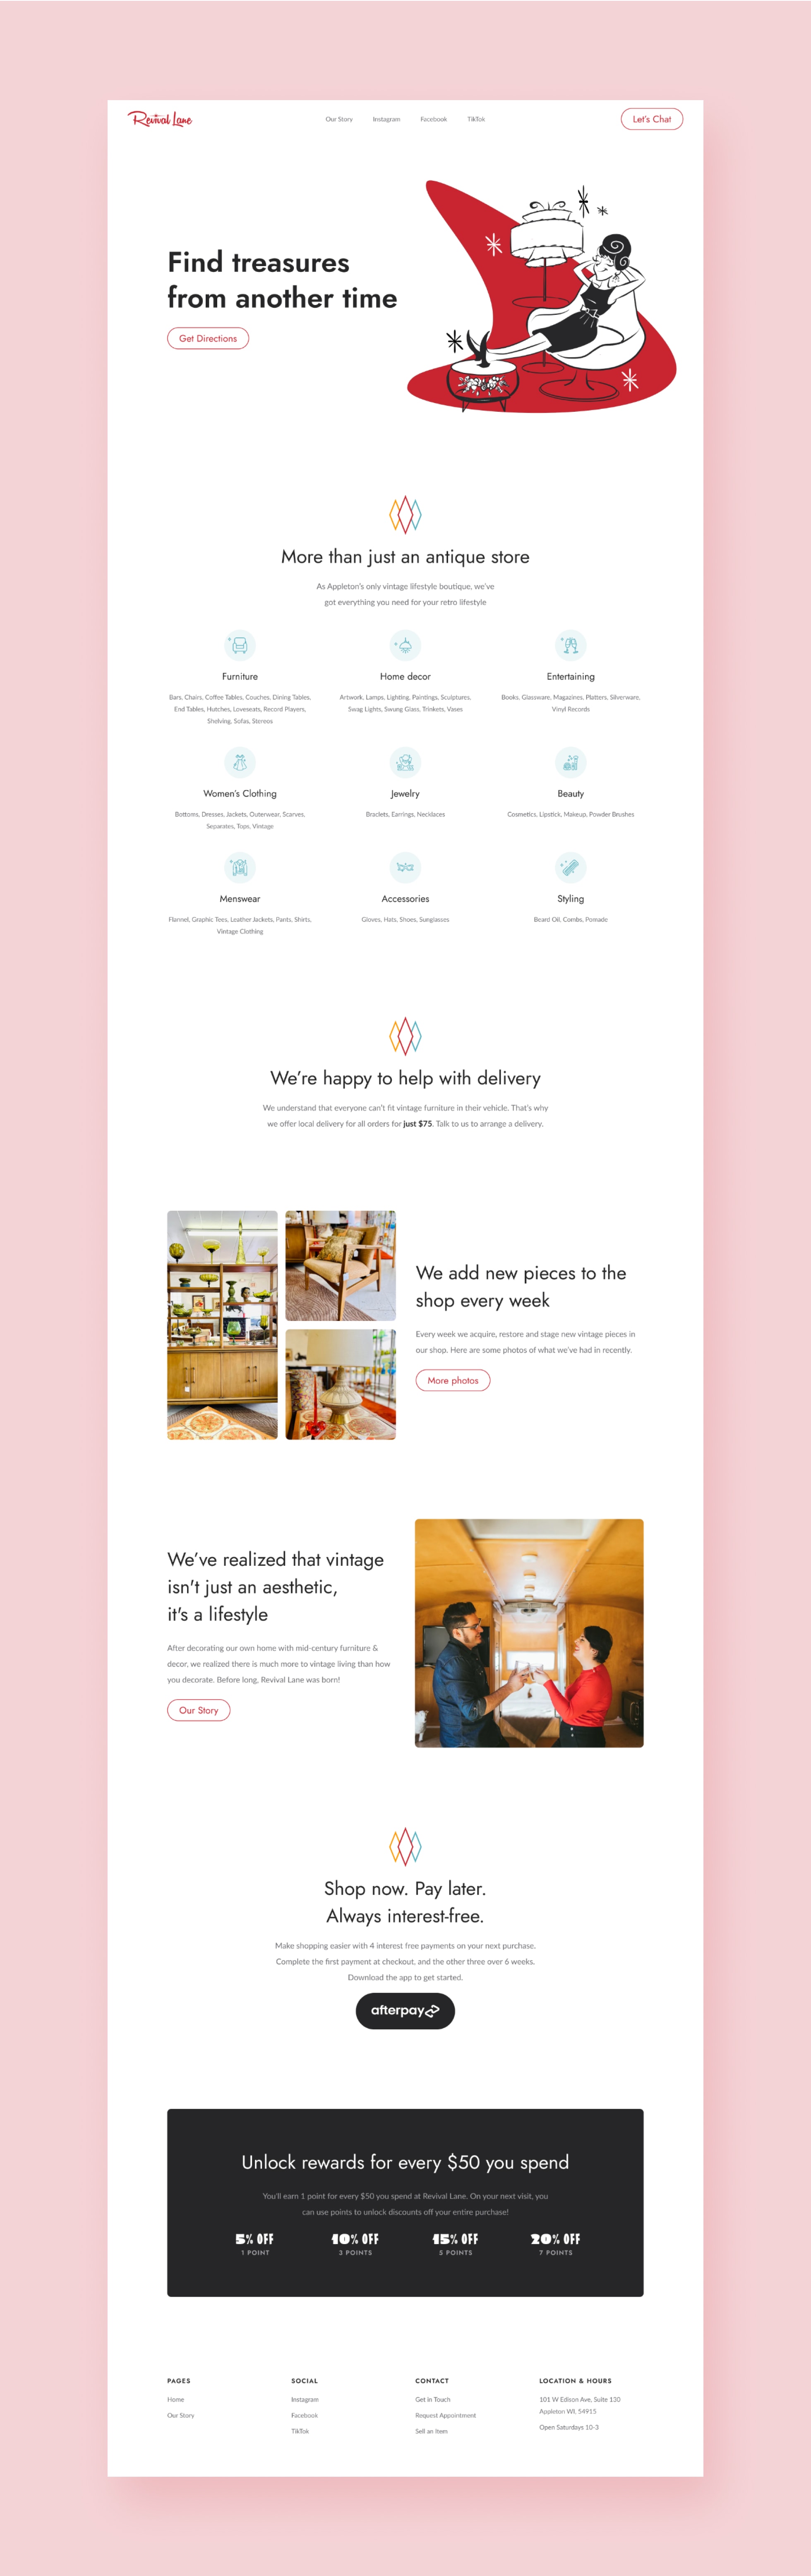 Revival Lane
Our Story
Instagram
Facebook
TikTok
Let's Chat
Find treasures
from another time
Get Directions
More than just an antique store
As Appleton's only vintage lifestyle boutique, we've
got everything you need for your retro lifestyle
Furniture
Bars, Chairs, Coffee Tables, Couches, Dining Tables,
End Tables, Hutches, Loveseats, Record Players,
Shelving, Sofas, Stereos
Home decor
Artwork, Lamps, Lighting, Paintings, Sculptures,
Swag Lights, Swung Glass, Trinkets, Vases
Entertaining
Books, Glassware, Magazines, Platters, Silverware,
Vinyl Records
Women's Clothing
Bottoms, Dresses, Jackets, Outerwear, Scarves,
Separates, Tops, Vintage
Jewelry
Braclets, Earrings, Necklaces
Beauty
Cosmetics, Lipstick, Makeup, Powder Brushes
Menswear
Flannel, Graphic Tees, Leather Jackets, Pants, Shirts,
Vintage Clothing
Accessories
Gloves, Hats, Shoes, Sunglasses
Styling
Beard Oil, Combs, Pomade
We're happy to help with delivery
We understand that everyone can't fit vintage furniture in their vehicle. That's why
we offer local delivery for all orders for just $75. Talk to us to arrange a delivery.
We add new pieces to the
shop every week
Every week we acquire, restore and stage new vintage pieces in
our shop. Here are some photos of what we've had in recently.
More photos
We've realized that vintage
isn't just an aesthetic,
it's a lifestyle
After decorating our own home with mid-century furniture &
decor, we realized there is much more to vintage living than how
you decorate. Before long, Revival Lane was born!
Our Story
Shop now. Pay later.
Always interest-free.
Make shopping easier with 4 interest free payments on your next purchase.
Complete the first payment at checkout, and the other three over 6 weeks.
Download the app to get started.
afterpay
Unlock rewards for every $50 you spend
You'll earn 1 point for every $50 you spend at Revival Lane. On your next visit, you
can use points to unlock discounts off your entire purchase!
5% OFF
1 POINT
10% OFF
3 POINTS
15% OFF
5 POINTS
20% OFF
7 POINTS
PAGES
Home
Our Story
SOCIAL
Instagram
Facebook
TikTok
CONTACT
Get in Touch
Request Appointment
Sell an Item
LOCATION & HOURS
101 W Edison Ave, Suite 130
Appleton WI, 54915
Open Saturdays 10-3